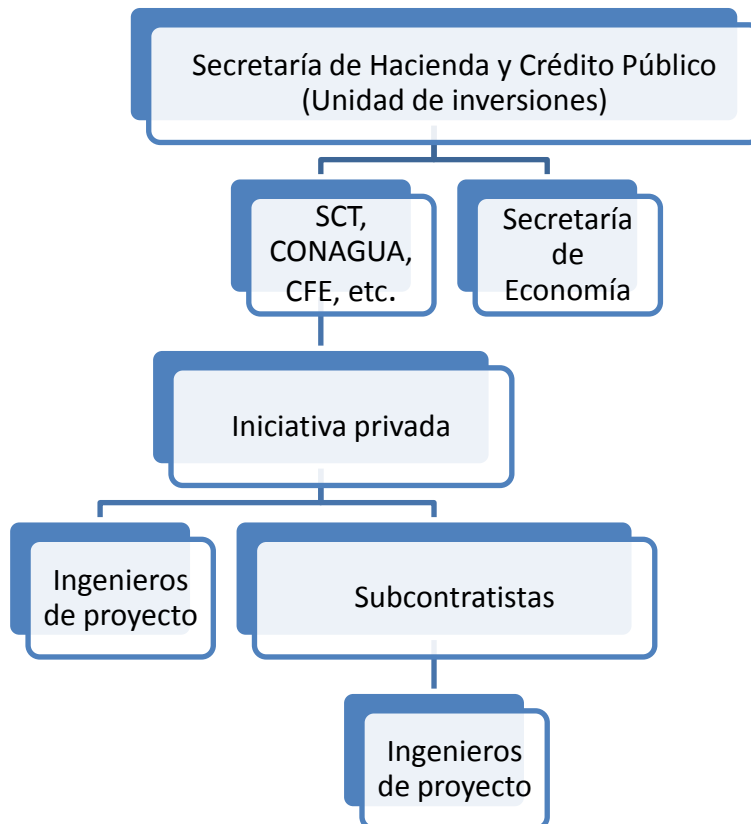 Secretaría de Hacienda y Crédito Público
(Unidad de inversiones)
SCT,
CONAGUA,
CFE, etc.
Secretaría
de
Economía
Iniciativa privada
Ingenieros
de proyecto
Subcontratistas
Ingenieros
de proyecto